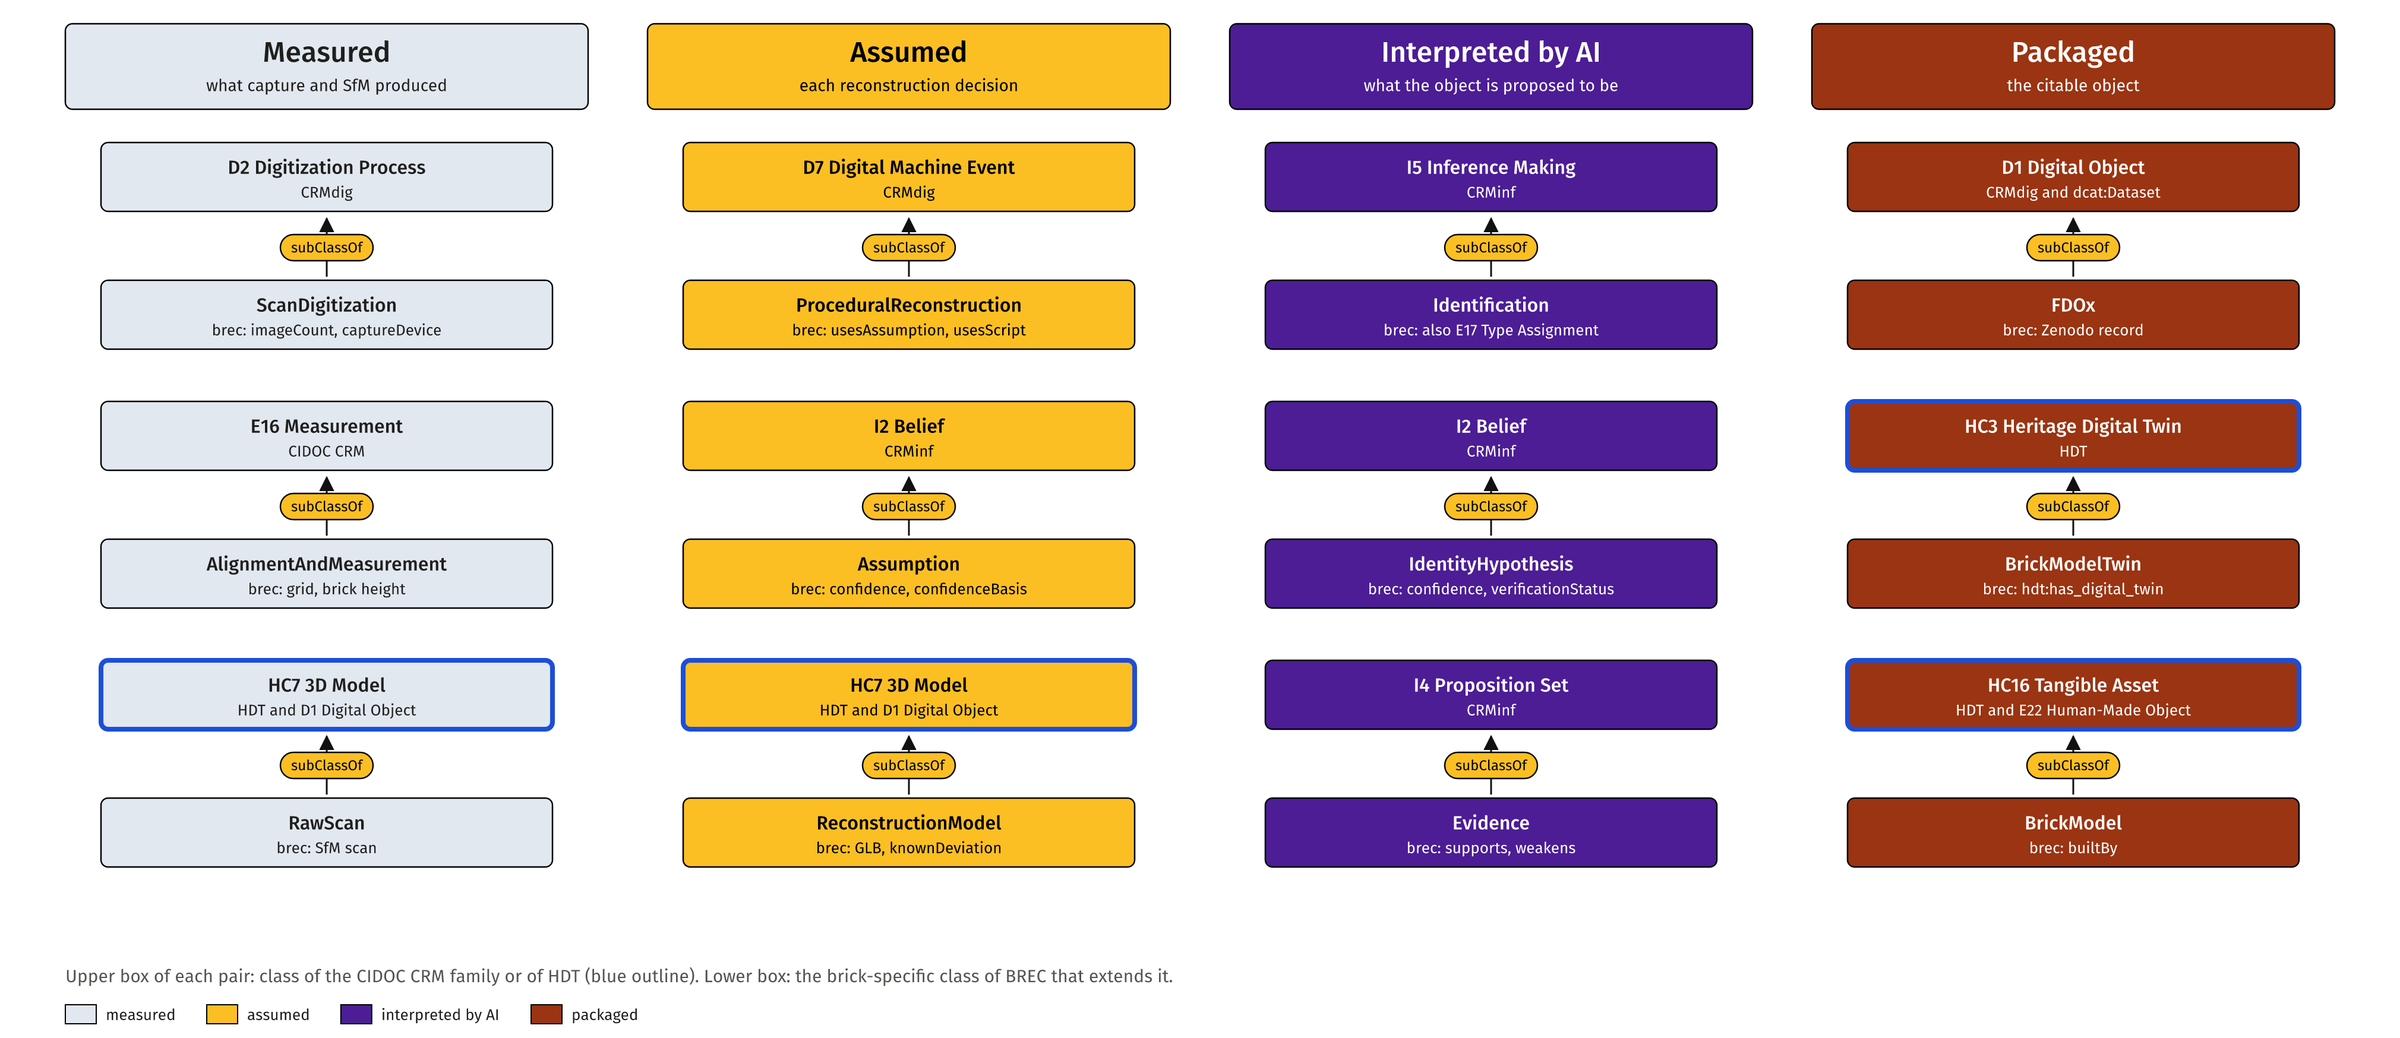 Measured
what capture and SfM produced
D2 Digitization Process
CRMdig
subClassOf
ScanDigitization
brec: imageCount, captureDevice
E16 Measurement
CIDOC CRM
subClassOf
AlignmentAndMeasurement
brec: grid, brick height
HC7 3D Model
HDT and D1 Digital Object
subClassOf
RawScan
brec: SfM scan
Assumed
each reconstruction decision
D7 Digital Machine Event
CRMdig
subClassOf
ProceduralReconstruction
brec: usesAssumption, usesScript
I2 Belief
CRMinf
subClassOf
Assumption
brec: confidence, confidenceBasis
HC7 3D Model
HDT and D1 Digital Object
subClassOf
ReconstructionModel
brec: GLB, knownDeviation
Interpreted by AI
what the object is proposed to be
I5 Inference Making
CRMinf
subClassOf
Identification
brec: also E17 Type Assignment
I2 Belief
CRMinf
subClassOf
IdentityHypothesis
brec: confidence, verificationStatus
I4 Proposition Set
CRMinf
subClassOf
Evidence
brec: supports, weakens
Packaged
the citable object
D1 Digital Object
CRMdig and dcat:Dataset
subClassOf
FDOx
brec: Zenodo record
HC3 Heritage Digital Twin
HDT
subClassOf
BrickModelTwin
brec: hdt:has_digital_twin
HC16 Tangible Asset
HDT and E22 Human-Made Object
subClassOf
BrickModel
brec: builtBy
Upper box of each pair: class of the CIDOC CRM family or of HDT (blue outline). Lower box: the brick-specific class of BREC that extends it.
measured
assumed
interpreted by AI
packaged